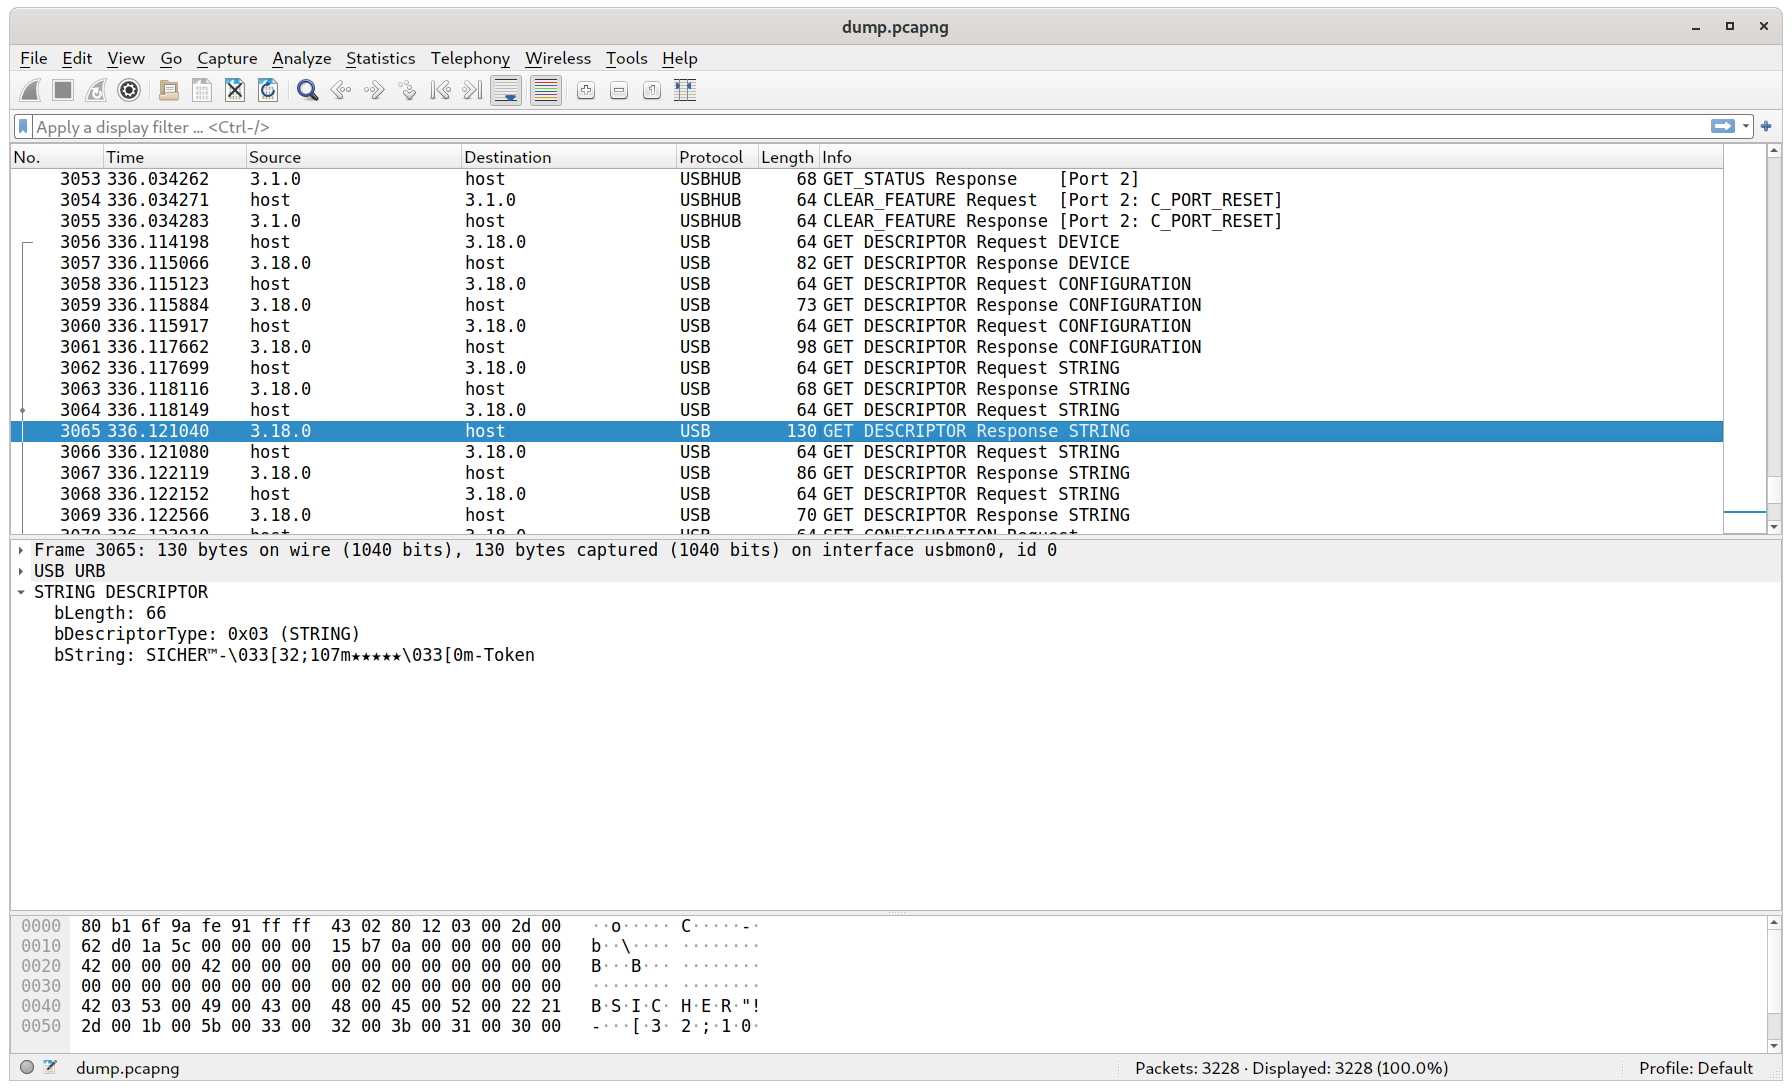 dump.pcapng
File Edit View Go Capture Analyze Statistics Telephony Wireless Tools Help
Apply a display filter … <Ctrl-/>
No. Time Source Destination Protocol Length Info
3053 336.034262 3.1.0 host USBHUB 68 GET_STATUS Response [Port 2]
3054 336.034271 host 3.1.0 USBHUB 64 CLEAR_FEATURE Request [Port 2: C_PORT_RESET]
3055 336.034283 3.1.0 host USBHUB 64 CLEAR_FEATURE Response [Port 2: C_PORT_RESET]
3056 336.114198 host 3.18.0 USB 64 GET DESCRIPTOR Request DEVICE
3057 336.115066 3.18.0 host USB 82 GET DESCRIPTOR Response DEVICE
3058 336.115123 host 3.18.0 USB 64 GET DESCRIPTOR Request CONFIGURATION
3059 336.115884 3.18.0 host USB 73 GET DESCRIPTOR Response CONFIGURATION
3060 336.115917 host 3.18.0 USB 64 GET DESCRIPTOR Request CONFIGURATION
3061 336.117662 3.18.0 host USB 98 GET DESCRIPTOR Response CONFIGURATION
3062 336.117699 host 3.18.0 USB 64 GET DESCRIPTOR Request STRING
3063 336.118116 3.18.0 host USB 68 GET DESCRIPTOR Response STRING
3064 336.118149 host 3.18.0 USB 64 GET DESCRIPTOR Request STRING
3065 336.121040 3.18.0 host USB 130 GET DESCRIPTOR Response STRING
3066 336.121080 host 3.18.0 USB 64 GET DESCRIPTOR Request STRING
3067 336.122119 3.18.0 host USB 86 GET DESCRIPTOR Response STRING
3068 336.122152 host 3.18.0 USB 64 GET DESCRIPTOR Request STRING
3069 336.122566 3.18.0 host USB 70 GET DESCRIPTOR Response STRING
Frame 3065: 130 bytes on wire (1040 bits), 130 bytes captured (1040 bits) on interface usbmon0, id 0
USB URB
STRING DESCRIPTOR
bLength: 66
bDescriptorType: 0x03 (STRING)
bString: SICHER™-\033[32;107m★★★★★\033[0m-Token
0000 80 b1 6f 9a fe 91 ff ff 43 02 80 12 03 00 2d 00 ··o····· C·····-·
0010 62 d0 1a 5c 00 00 00 00 15 b7 0a 00 00 00 00 00 b··\···· ········
0020 42 00 00 00 42 00 00 00 00 00 00 00 00 00 00 00 B···B··· ········
0030 00 00 00 00 00 00 00 00 00 02 00 00 00 00 00 00 ········ ········
0040 42 03 53 00 49 00 43 00 48 00 45 00 52 00 22 21 B·S·I·C· H·E·R·"!
0050 2d 00 1b 00 5b 00 33 00 32 00 3b 00 31 00 30 00 -···[·3· 2·;·1·0·
dump.pcapng Packets: 3228 · Displayed: 3228 (100.0%) Profile: Default